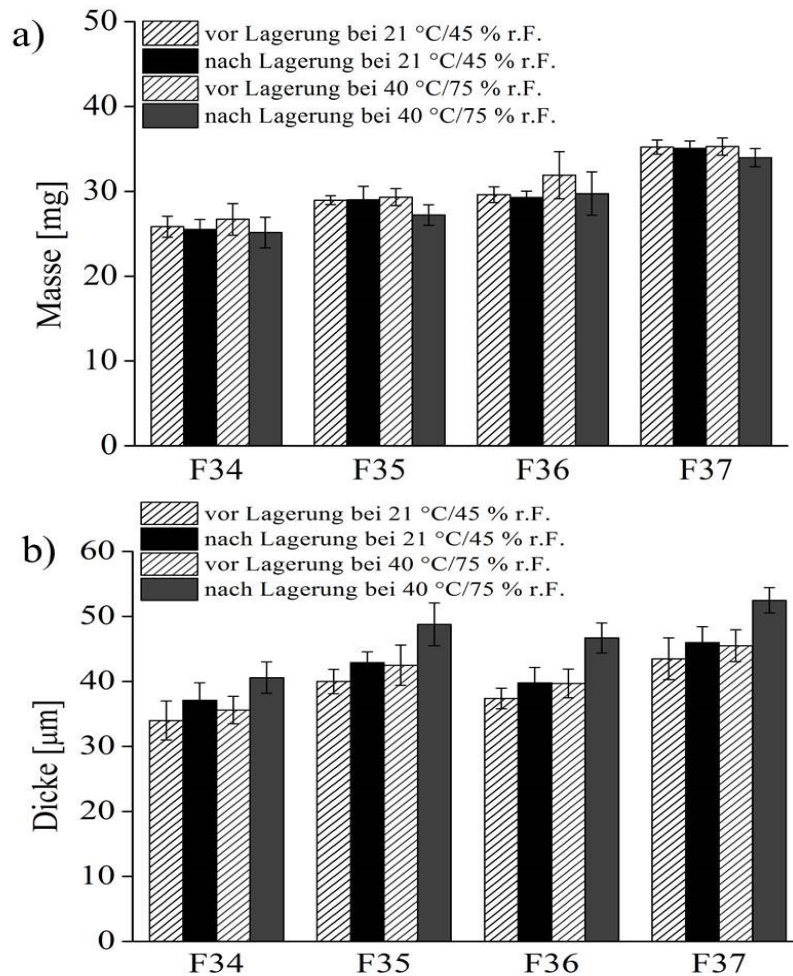 a)
vor Lagerung bei 21 °C/45 % r.F.
nach Lagerung bei 21 °C/45 % r.F.
vor Lagerung bei 40 °C/75 % r.F.
nach Lagerung bei 40 °C/75 % r.F.
Masse [mg]
50
40
30
20
10
0
F34 F35 F36 F37
b)
vor Lagerung bei 21 °C/45 % r.F.
nach Lagerung bei 21 °C/45 % r.F.
vor Lagerung bei 40 °C/75 % r.F.
nach Lagerung bei 40 °C/75 % r.F.
Dicke [µm]
60
50
40
30
20
10
0
F34 F35 F36 F37